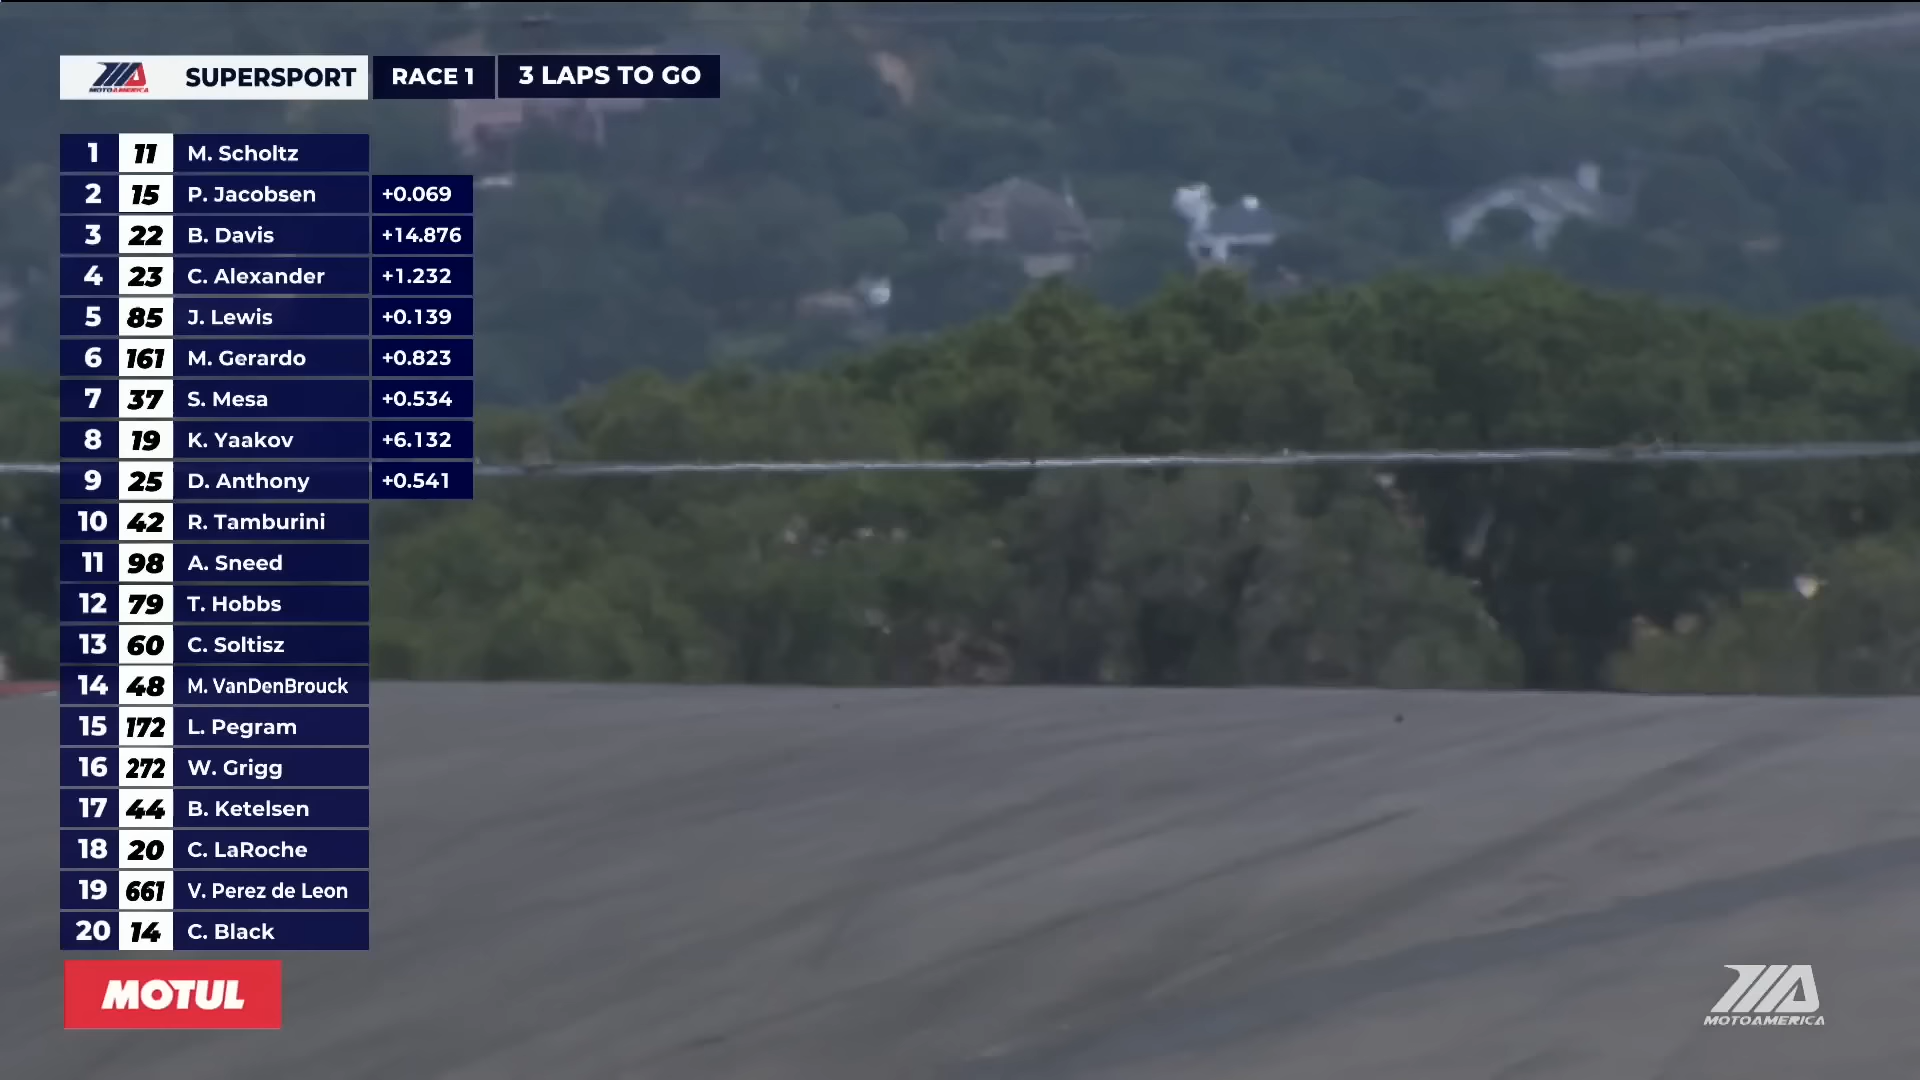 MOTOAMERICA SUPERSPORT RACE 1 3 LAPS TO GO
1 11 M. Scholtz
2 15 P. Jacobsen +0.069
3 22 B. Davis +14.876
4 23 C. Alexander +1.232
5 85 J. Lewis +0.139
6 161 M. Gerardo +0.823
7 37 S. Mesa +0.534
8 19 K. Yaakov +6.132
9 25 D. Anthony +0.541
10 42 R. Tamburini
11 98 A. Sneed
12 79 T. Hobbs
13 60 C. Soltisz
14 48 M. VanDenBrouck
15 172 L. Pegram
16 272 W. Grigg
17 44 B. Ketelsen
18 20 C. LaRoche
19 661 V. Perez de Leon
20 14 C. Black
MOTUL
MOTOAMERICA